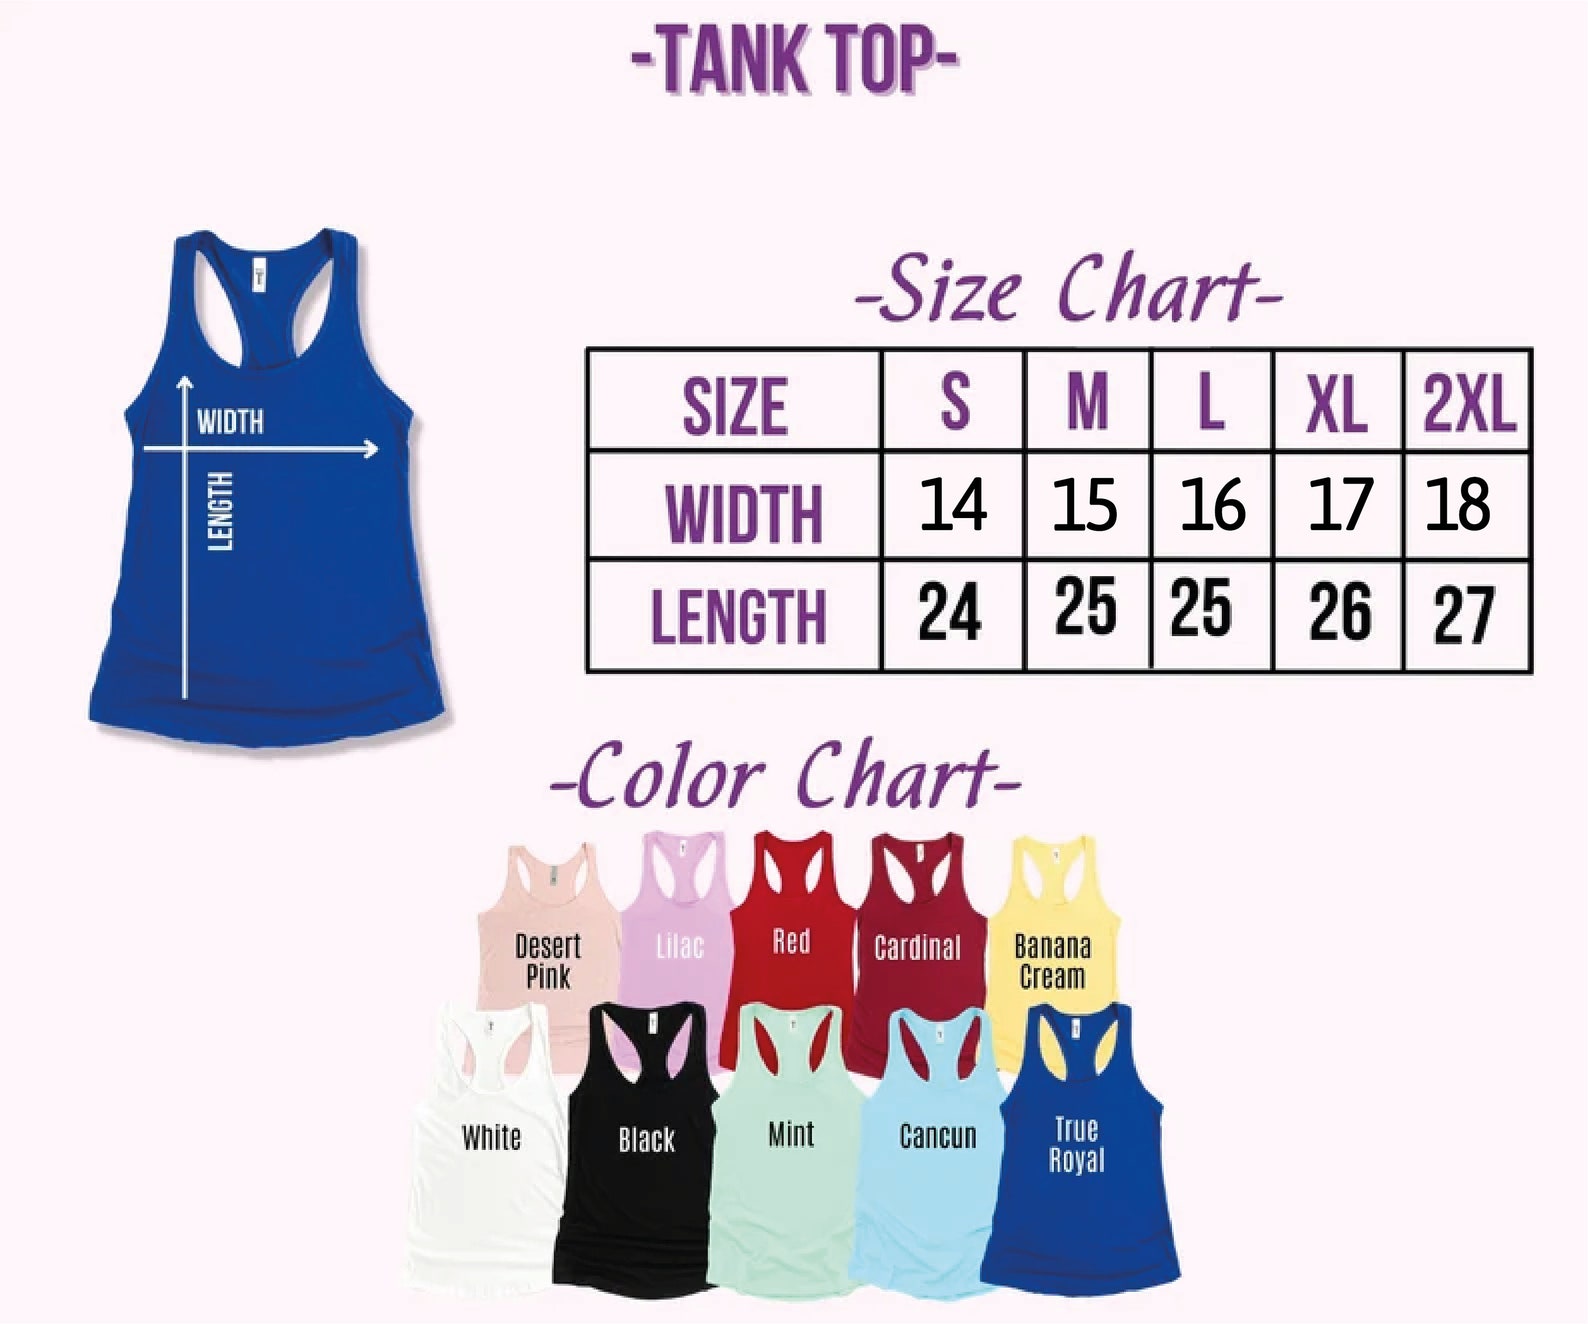 -TANK TOP-
-Size Chart-
SIZE S M L XL 2XL
WIDTH 14 15 16 17 18
LENGTH 24 25 25 26 27
WIDTH
LENGTH
-Color Chart-
Desert
Pink
Lilac
Red
Cardinal
Banana
Cream
White
Black
Mint
Cancun
True
Royal